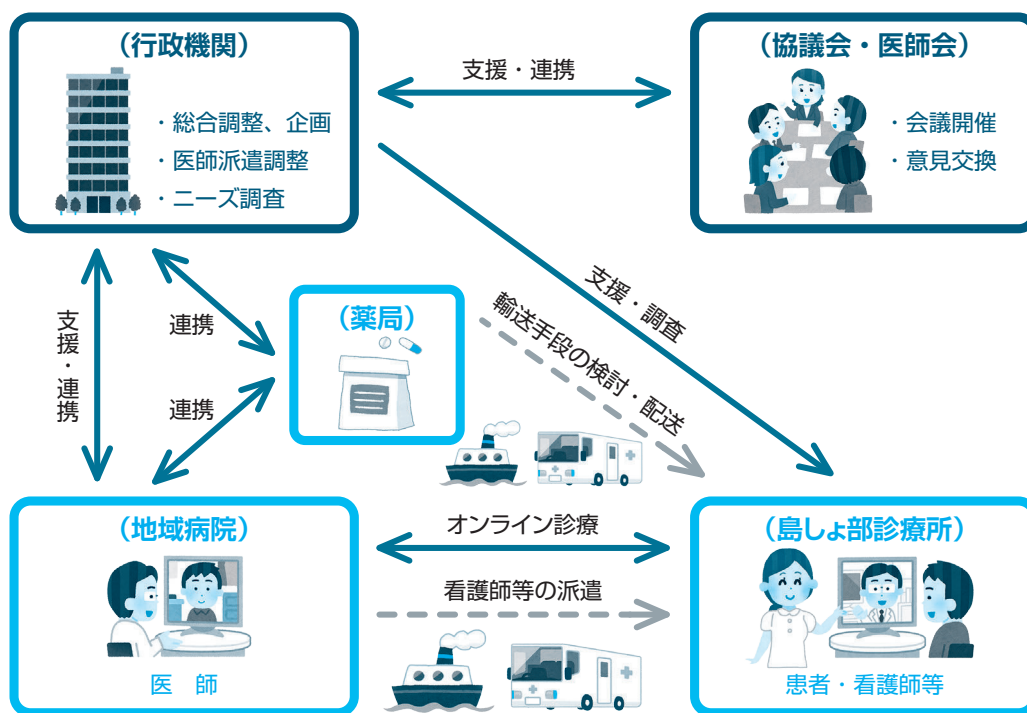 (行政機関)
・総合調整、企画
・医師派遣調整
・ニーズ調査
支援・連携
(協議会・医師会)
・会議開催
・意見交換
支援・連携
連携
連携
(薬局)
支援・調査
輸送手段の検討・配送
(地域病院)
医 師
オンライン診療
看護師等の派遣
(島しょ部診療所)
患者・看護師等